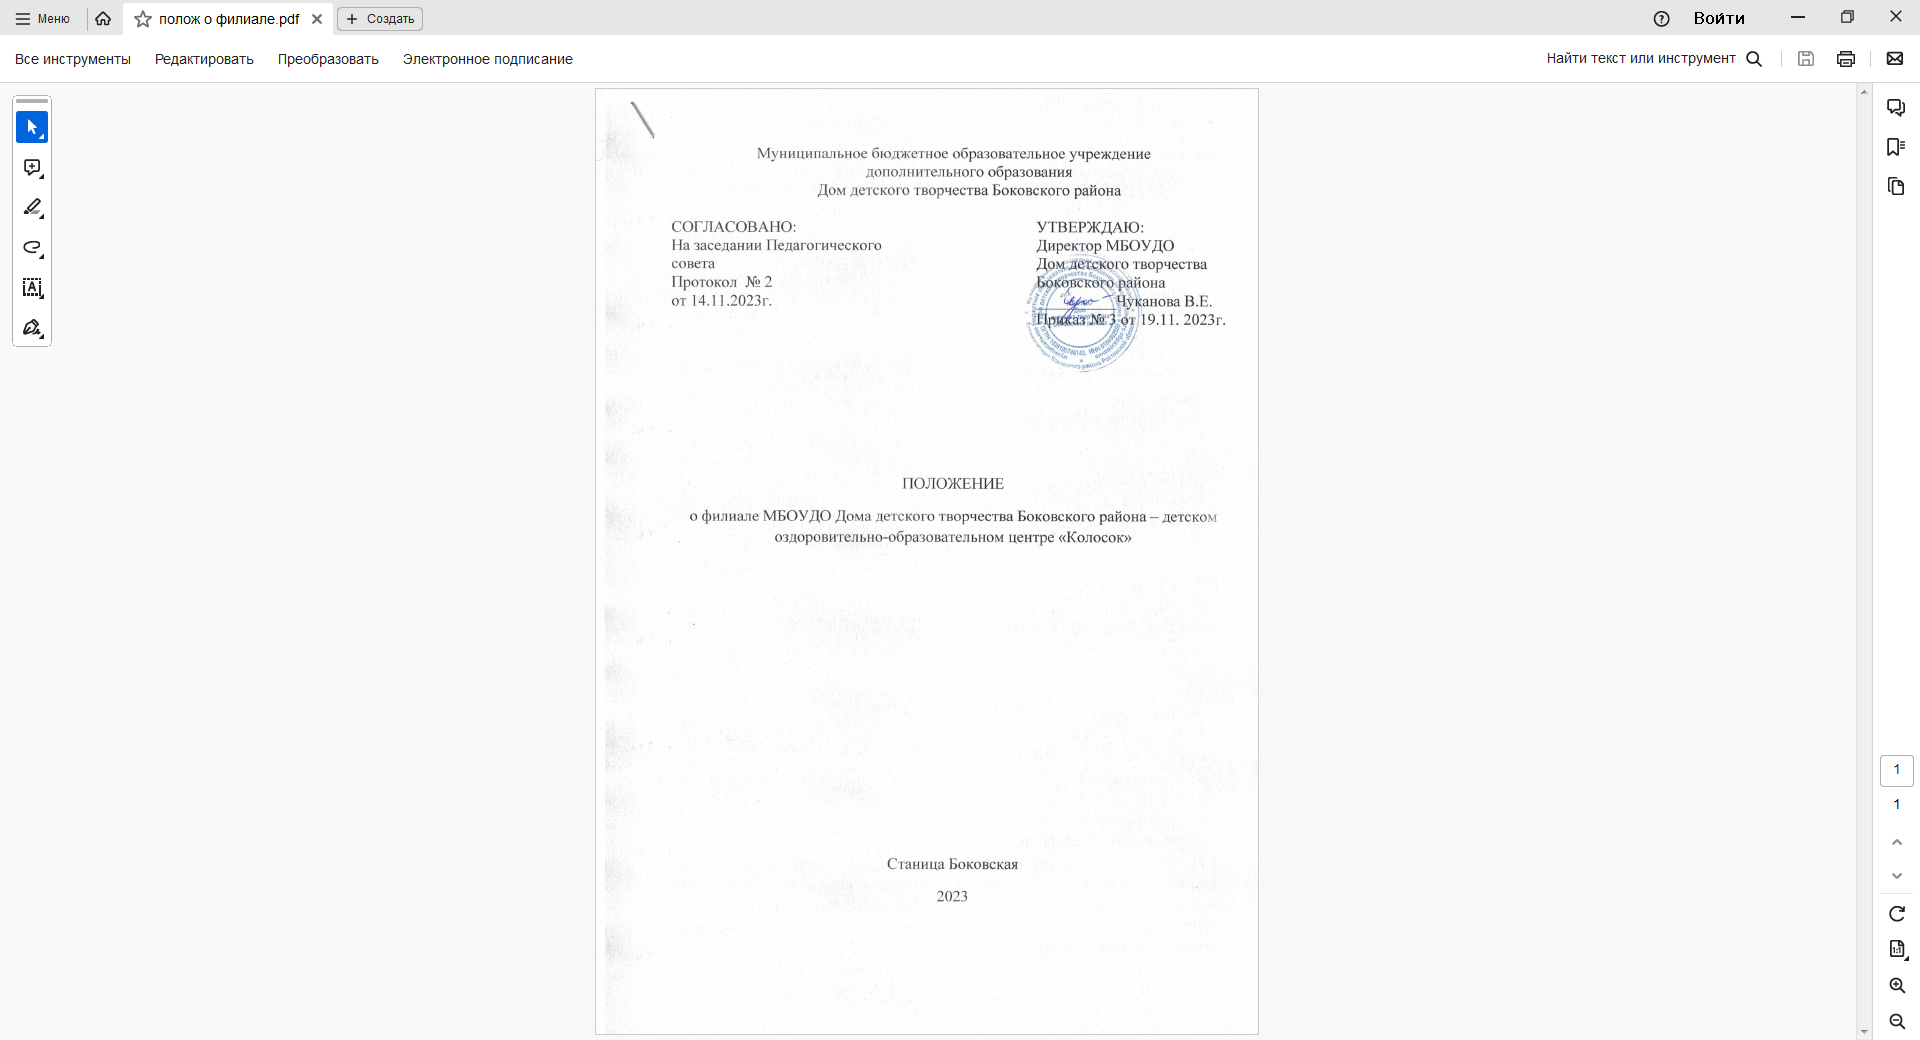 Меню
полож о филиале.pdf
Создать
Войти
Все инструменты
Редактировать
Преобразовать
Электронное подписание
Найти текст или инструмент
Муниципальное бюджетное образовательное учреждение
дополнительного образования
Дом детского творчества Боковского района
СОГЛАСОВАНО:
На заседании Педагогического
совета
Протокол № 2
от 14.11.2023г.
УТВЕРЖДАЮ:
Директор МБОУДО
Дом детского творчества
Боковского района
Чуканова В.Е.
Приказ № 3 от 19.11. 2023г.
ПОЛОЖЕНИЕ
о филиале МБОУДО Дома детского творчества Боковского района – детском
оздоровительно-образовательном центре «Колосок»
Станица Боковская
2023
1
1